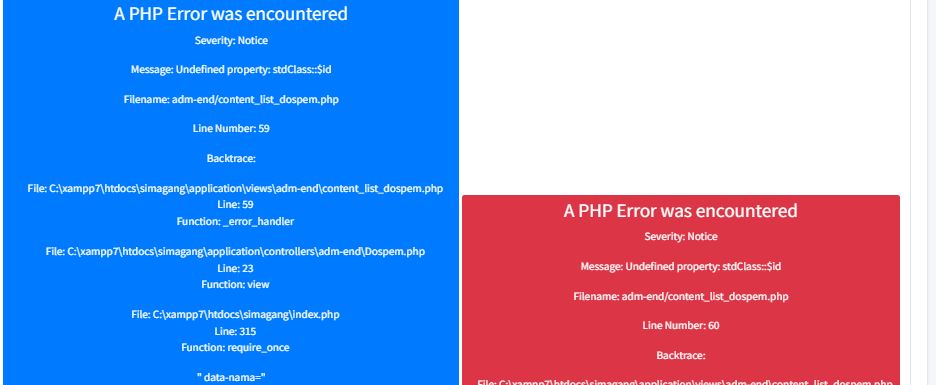 A PHP Error was encountered
Severity: Notice
Message: Undefined property: stdClass::$id
Filename: adm-end/content_list_dospem.php
Line Number: 59
Backtrace:
File: C:\xampp7\htdocs\simagang\application\views\adm-end\content_list_dospem.php
Line: 59
Function: _error_handler
File: C:\xampp7\htdocs\simagang\application\controllers\adm-end\Dospem.php
Line: 23
Function: view
File: C:\xampp7\htdocs\simagang\index.php
Line: 315
Function: require_once
" data-nama="
A PHP Error was encountered
Severity: Notice
Message: Undefined property: stdClass::$id
Filename: adm-end/content_list_dospem.php
Line Number: 60
Backtrace:
File: C:\xampp7\htdocs\simagang\application\views\adm-end\content_list_dospem.php